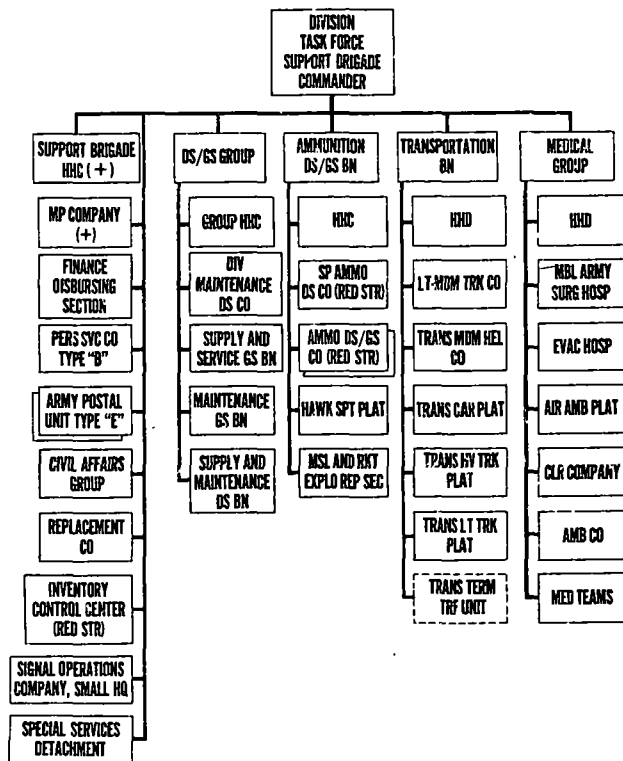 DIVISION
TASK FORCE
SUPPORT BRIGADE
COMMANDER
SUPPORT BRIGADE
HHC (+)
MP COMPANY
(+)
FINANCE
DISBURSING
SECTION
PERS SVC CO
TYPE "B"
ARMY POSTAL
UNIT TYPE "E"
CIVIL AFFAIRS
GROUP
REPLACEMENT
CO
INVENTORY
CONTROL CENTER
(RED STR)
SIGNAL OPERATIONS
COMPANY, SMALL HQ
SPECIAL SERVICES
DETACHMENT
DS/GS GROUP
GROUP HHC
DIV
MAINTENANCE
DS CO
SUPPLY AND
SERVICE GS BN
MAINTENANCE
GS BN
SUPPLY AND
MAINTENANCE
DS BN
AMMUNITION
DS/GS BN
HHC
SP AMMO
DS CO (RED STR)
AMMO DS/GS
CO (RED STR)
HAWK SPT PLAT
MSL AND RKT
EXPLO REP SEC
TRANSPORTATION
BN
HHD
LT-MDM TRK CO
TRANS MDM HEL
CO
TRANS CAR PLAT
TRANS HV TRK
PLAT
TRANS LT TRK
PLAT
TRANS TERM
TRF UNIT
MEDICAL
GROUP
HHD
MBL ARMY
SURG HOSP
EVAC HOSP
AIR AMB PLAT
CLR COMPANY
AMB CO
MED TEAMS